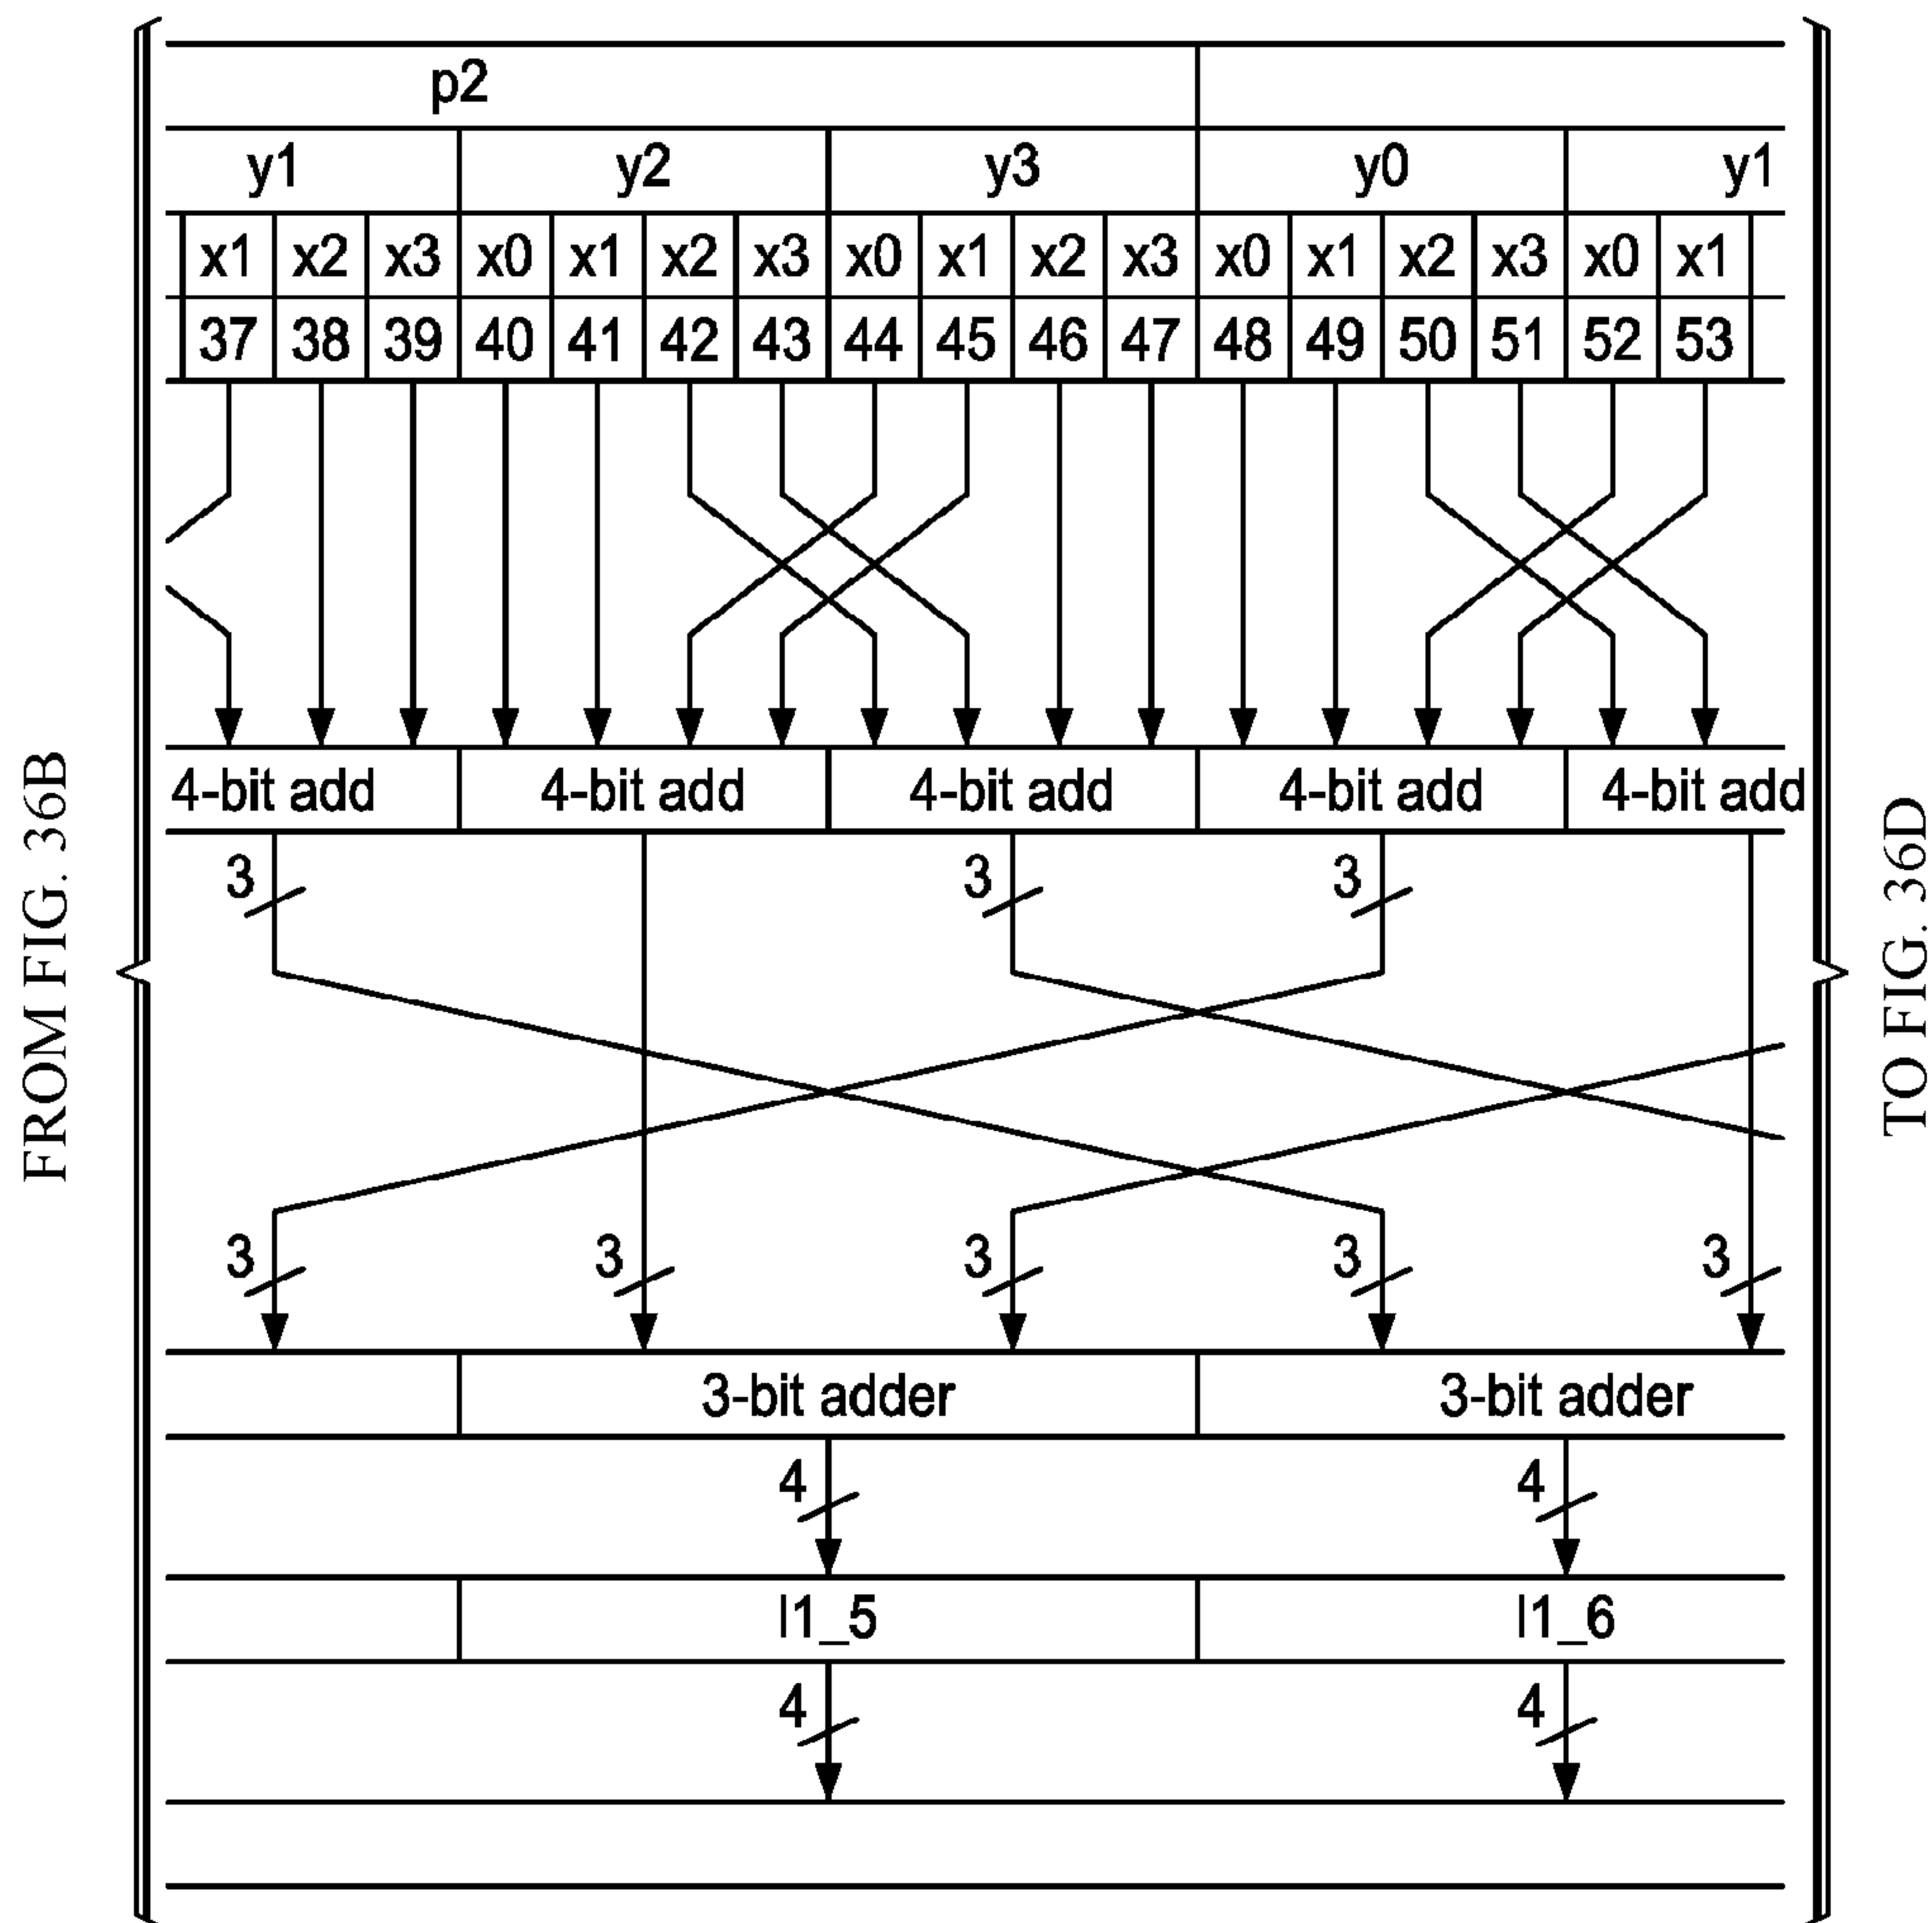 p2
y1 y2 y3 y0 y1
x1 x2 x3 x0 x1 x2 x3 x0 x1 x2 x3 x0 x1 x2 x3 x0 x1
37 38 39 40 41 42 43 44 45 46 47 48 49 50 51 52 53
4-bit add 4-bit add 4-bit add 4-bit add 4-bit add
3 3 3
3 3 3 3 3
3-bit adder 3-bit adder
4 4
l1_5 l1_6
4 4
FROM FIG. 36B
TO FIG. 36D